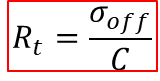 R_t = σ_off / C